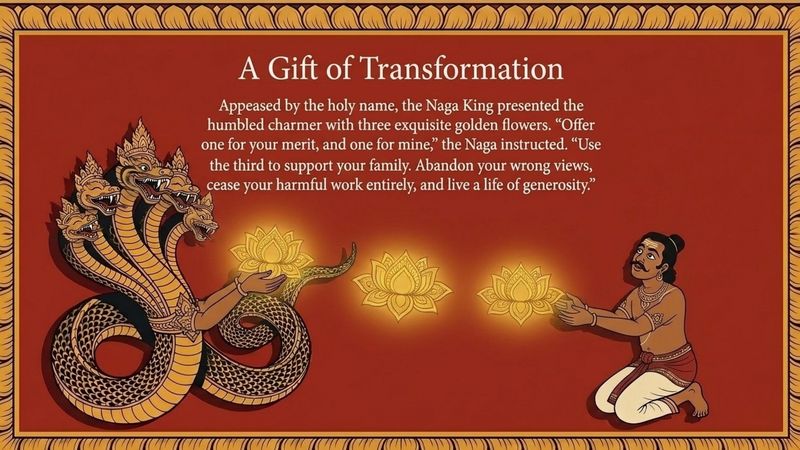 A Gift of Transformation
Appeased by the holy name, the Naga King presented the
humbled charmer with three exquisite golden flowers. “Offer
one for your merit, and one for mine,” the Naga instructed. “Use
the third to support your family. Abandon your wrong views,
cease your harmful work entirely, and live a life of generosity.”